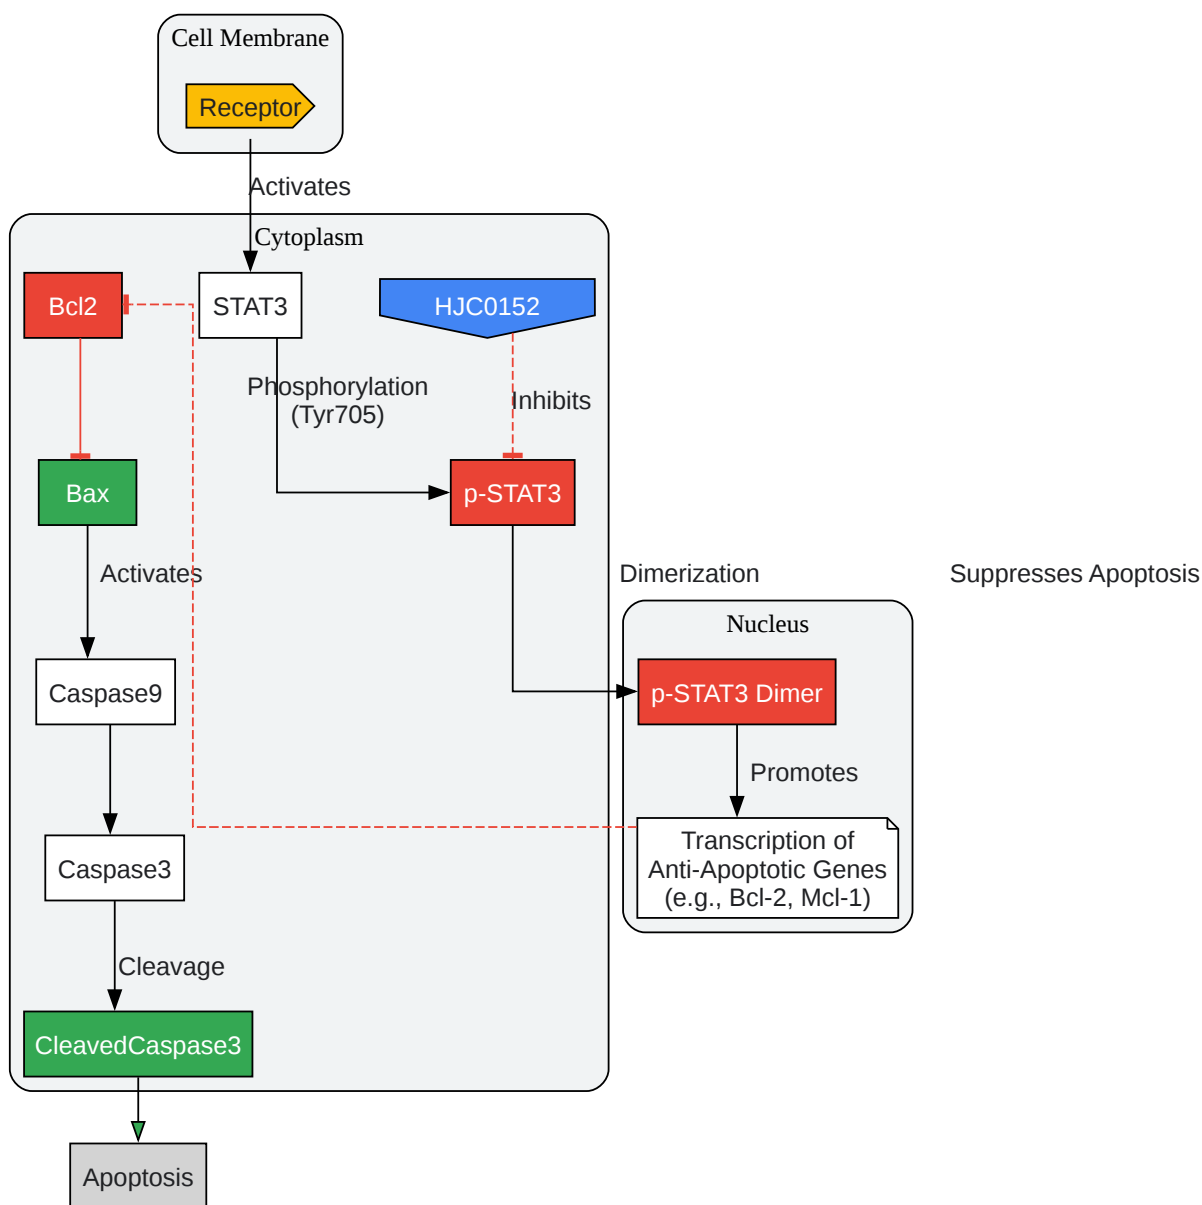 Cell Membrane
Receptor
Activates
Cytoplasm
Bcl2
STAT3
HJC0152
Phosphorylation
(Tyr705)
Inhibits
Bax
p-STAT3
Activates
Dimerization
Suppresses Apoptosis
Nucleus
Caspase9
p-STAT3 Dimer
Promotes
Transcription of
Anti-Apoptotic Genes
(e.g., Bcl-2, Mcl-1)
Caspase3
Cleavage
CleavedCaspase3
Apoptosis